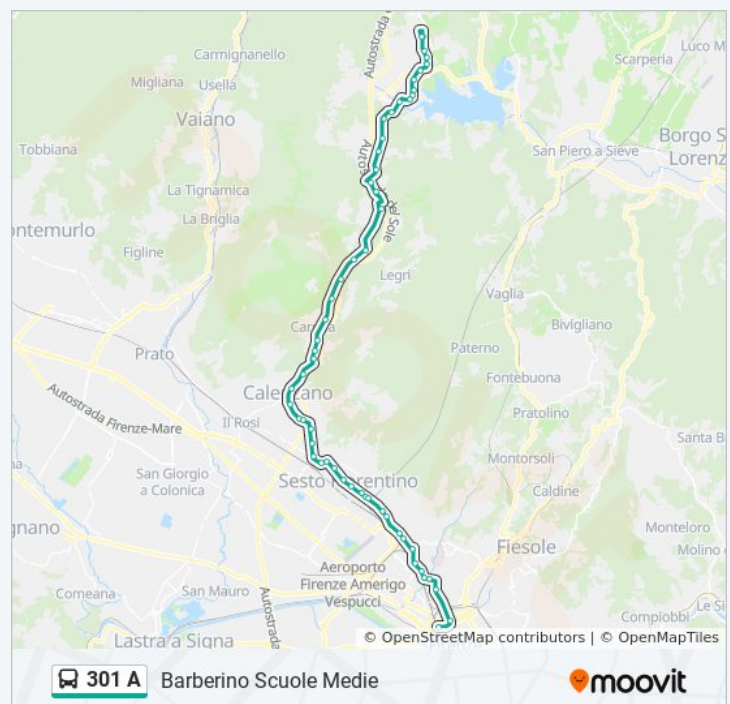 Carmignanello
Luco M
Scarperia
Migliana
Usella
Autostrada
Vaiano
Borgo S
Lorenz
Tobbiana
San Piero a Sieve
La Tignamica
La Briglia
ontemurlo
del Sole
Figline
Legri
Vaglia
Bivigliano
Prato
Paterno
Fontebuona
Autostrada Firenze-Mare
Il Rosi
Pratolino
Santa B
Montorsoli
San Giorgio
a Colonica
Caldine
gnano
Monteloro
Fiesole
Molino
Aeroporto
Firenze Amerigo
Vespucci
Comeana
San Mauro
Autostrada
Compiobbi
Le Si
Lastra a Signa
© OpenStreetMap contributors | © OpenMapTiles
301 A
Barberino Scuole Medie
moovit